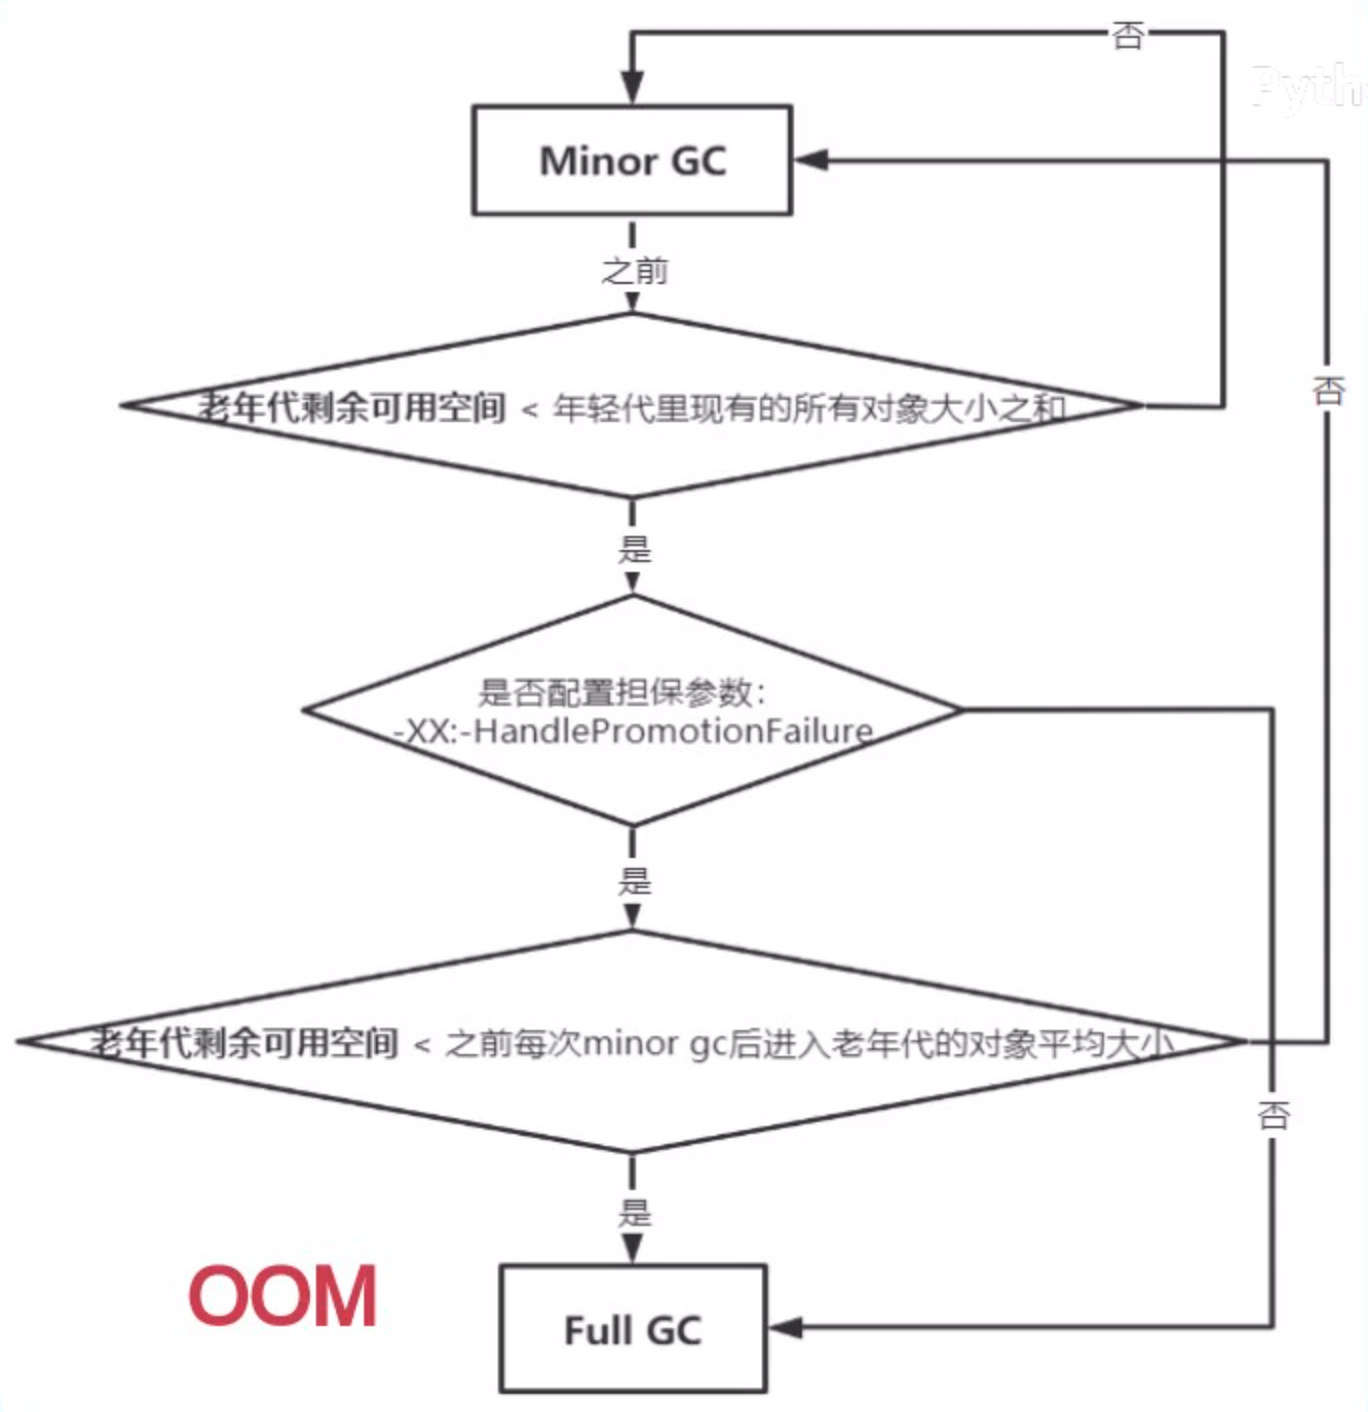 否
Pyth
Minor GC
之前
老年代剩余可用空间 < 年轻代里现有的所有对象大小之和
否
是
是否配置担保参数：
-XX:-HandlePromotionFailure
是
老年代剩余可用空间 < 之前每次minor gc后进入老年代的对象平均大小
否
是
OOM
Full GC